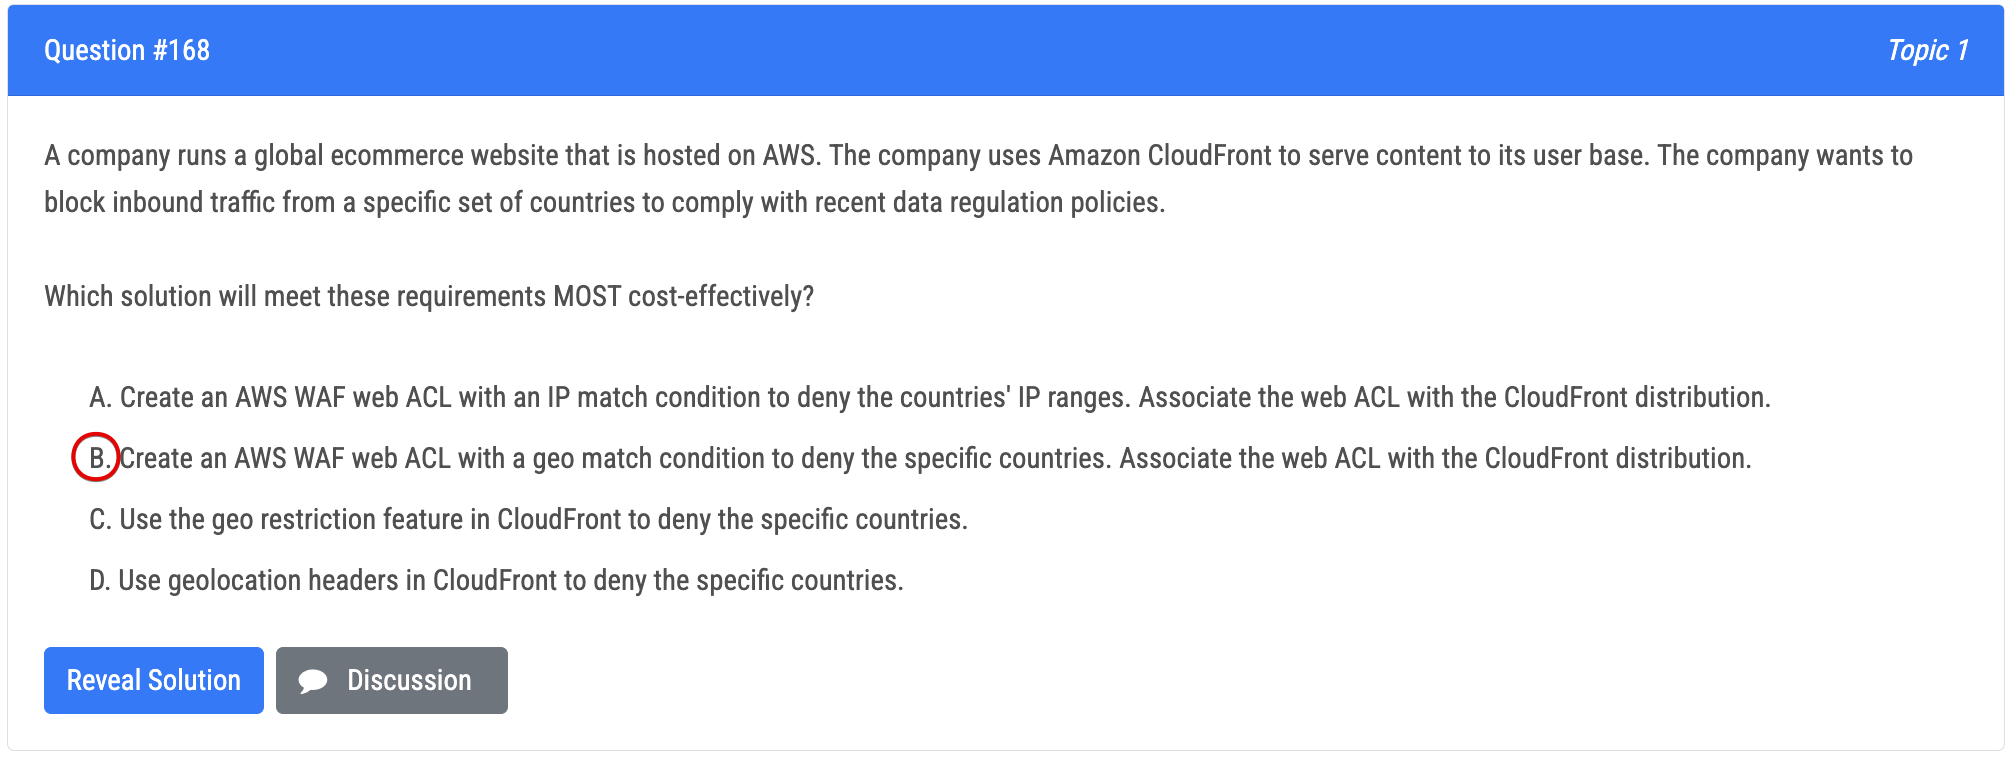 Question #168
Topic 1
A company runs a global ecommerce website that is hosted on AWS. The company uses Amazon CloudFront to serve content to its user base. The company wants to
block inbound traffic from a specific set of countries to comply with recent data regulation policies.
Which solution will meet these requirements MOST cost-effectively?
A. Create an AWS WAF web ACL with an IP match condition to deny the countries' IP ranges. Associate the web ACL with the CloudFront distribution.
B. Create an AWS WAF web ACL with a geo match condition to deny the specific countries. Associate the web ACL with the CloudFront distribution.
C. Use the geo restriction feature in CloudFront to deny the specific countries.
D. Use geolocation headers in CloudFront to deny the specific countries.
Reveal Solution
Discussion